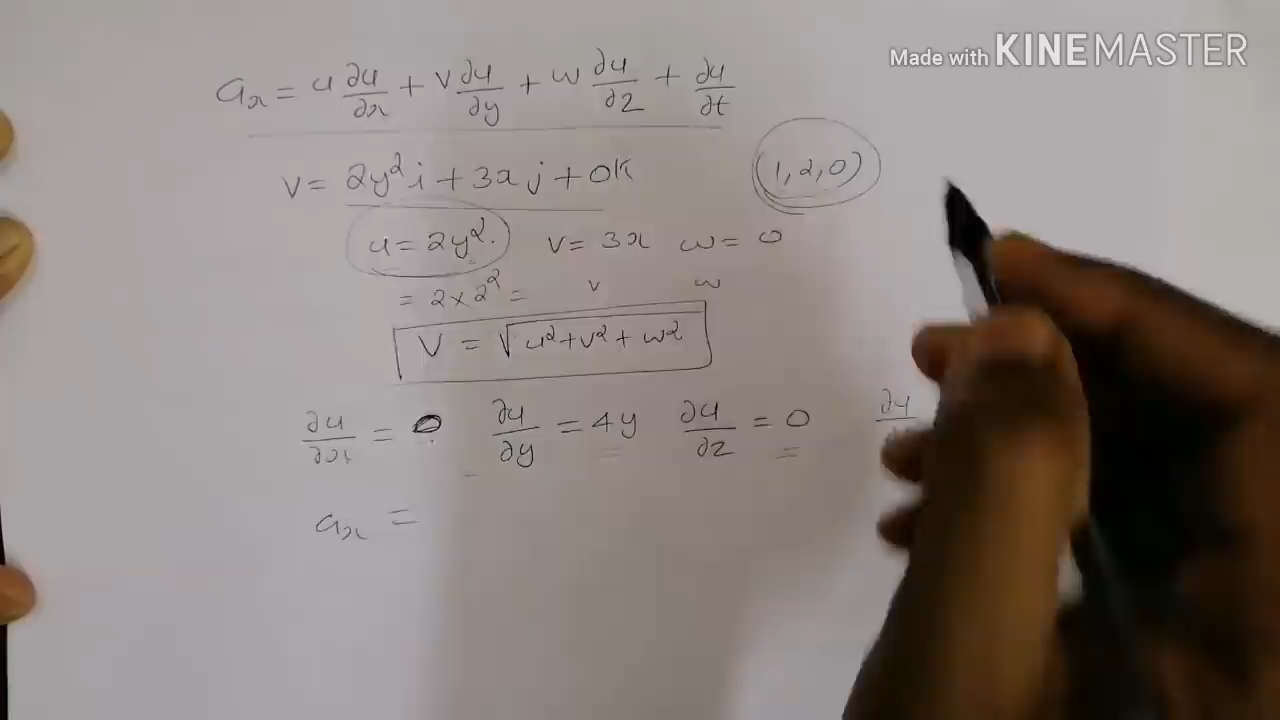 Made with KINEMASTER
aₓ = u ∂u/∂x + v ∂u/∂y + w ∂u/∂z + ∂u/∂t
V = 2y² i + 3x j + 0k (1, 2, 0)
u = 2y². v = 3x w = 0
= 2×2² = v w
V = √u²+v²+w²
∂u/∂x = 0 ∂u/∂y = 4y ∂u/∂z = 0
aₓ =